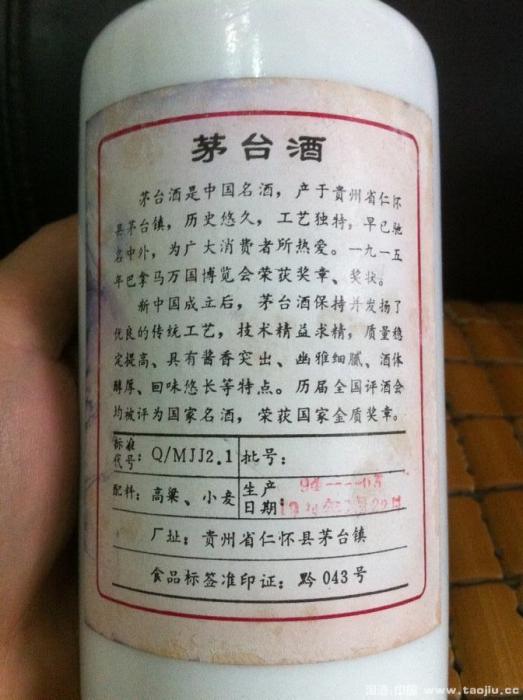 茅台酒
茅台酒是中国名酒，产于贵州省仁怀
县茅台镇，历史悠久，工艺独特，早已驰
名中外，为广大消费者所热爱。一九一五
年巴拿马万国博览会荣获奖章、奖状。
新中国成立后，茅台酒保持并发扬了
优良的传统工艺，技术精益求精，质量稳
定提高、具有酱香突出、幽雅细腻、酒体
醇厚、回味悠长等特点。历届全国评酒会
均被评为国家名酒，荣获国家金质奖章。
标准代号：Q/MJJ2.1 批号：
配料：高粱、小麦 生产日期：
厂址：贵州省仁怀县茅台镇
食品标签准印证：黔043号
www.taojiu.cc